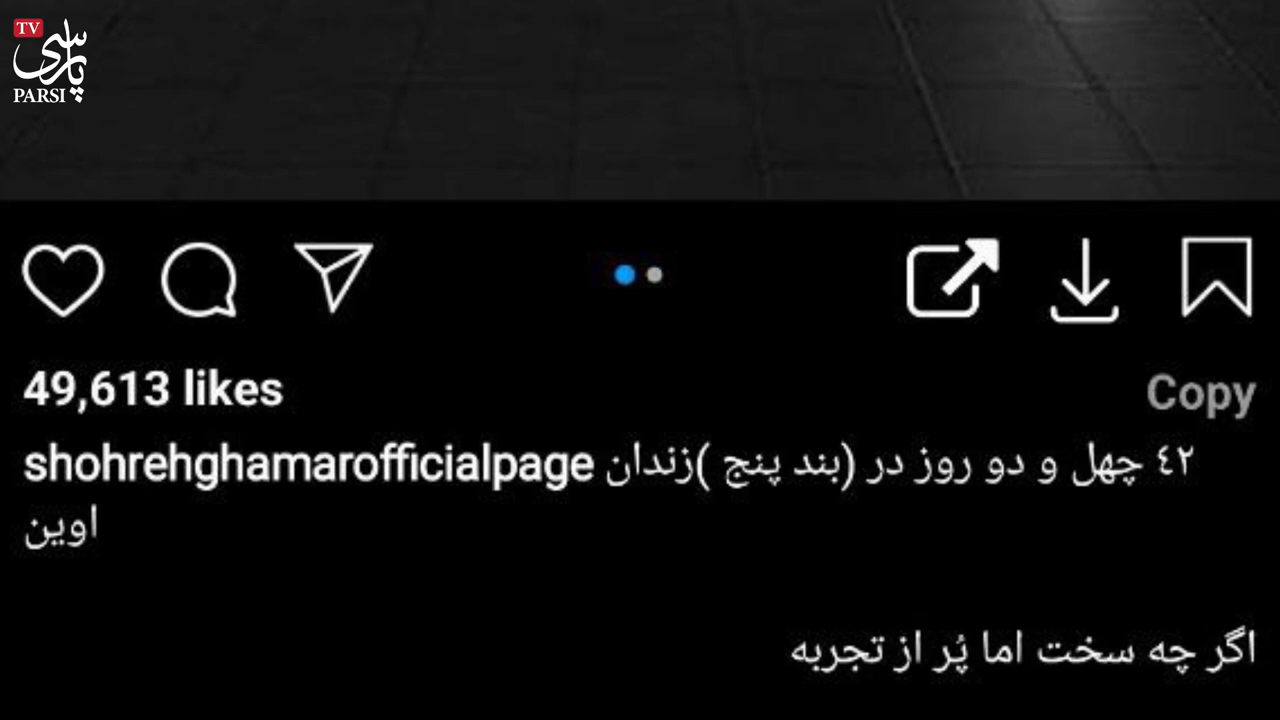 TV
پارسی
PARSI
49,613 likes
Copy
shohrehghamarofficialpage ٤٢ چهل و دو روز در (بند پنج )زندان
اوین
اگر چه سخت اما پُر از تجربه